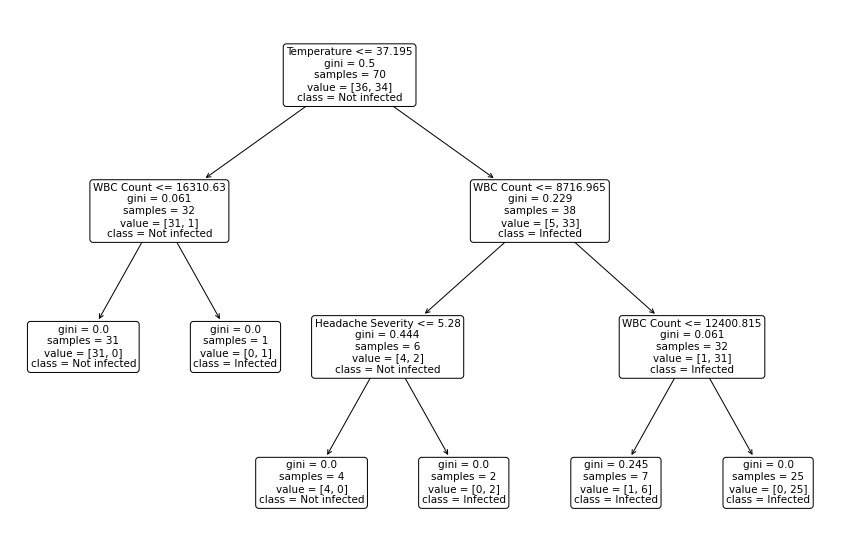 Temperature <= 37.195
gini = 0.5
samples = 70
value = [36, 34]
class = Not infected
WBC Count <= 16310.63
gini = 0.061
samples = 32
value = [31, 1]
class = Not infected
WBC Count <= 8716.965
gini = 0.229
samples = 38
value = [5, 33]
class = Infected
gini = 0.0
samples = 31
value = [31, 0]
class = Not infected
gini = 0.0
samples = 1
value = [0, 1]
class = Infected
Headache Severity <= 5.28
gini = 0.444
samples = 6
value = [4, 2]
class = Not infected
WBC Count <= 12400.815
gini = 0.061
samples = 32
value = [1, 31]
class = Infected
gini = 0.0
samples = 4
value = [4, 0]
class = Not infected
gini = 0.0
samples = 2
value = [0, 2]
class = Infected
gini = 0.245
samples = 7
value = [1, 6]
class = Infected
gini = 0.0
samples = 25
value = [0, 25]
class = Infected